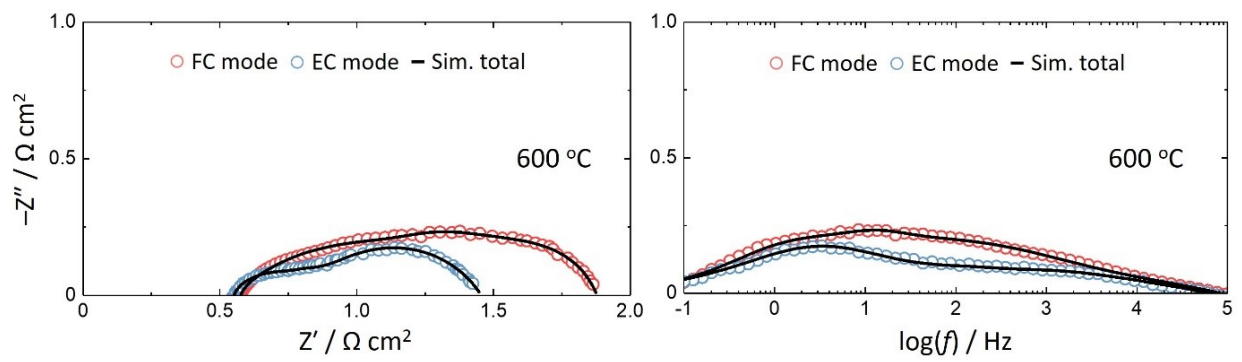 1.0
0.5
0
−Z″ / Ω cm²
FC mode EC mode Sim. total
600 °C
0 0.5 1.0 1.5 2.0
Z′ / Ω cm²
1.0
0.5
0
FC mode EC mode Sim. total
600 °C
-1 0 1 2 3 4 5
log(f) / Hz